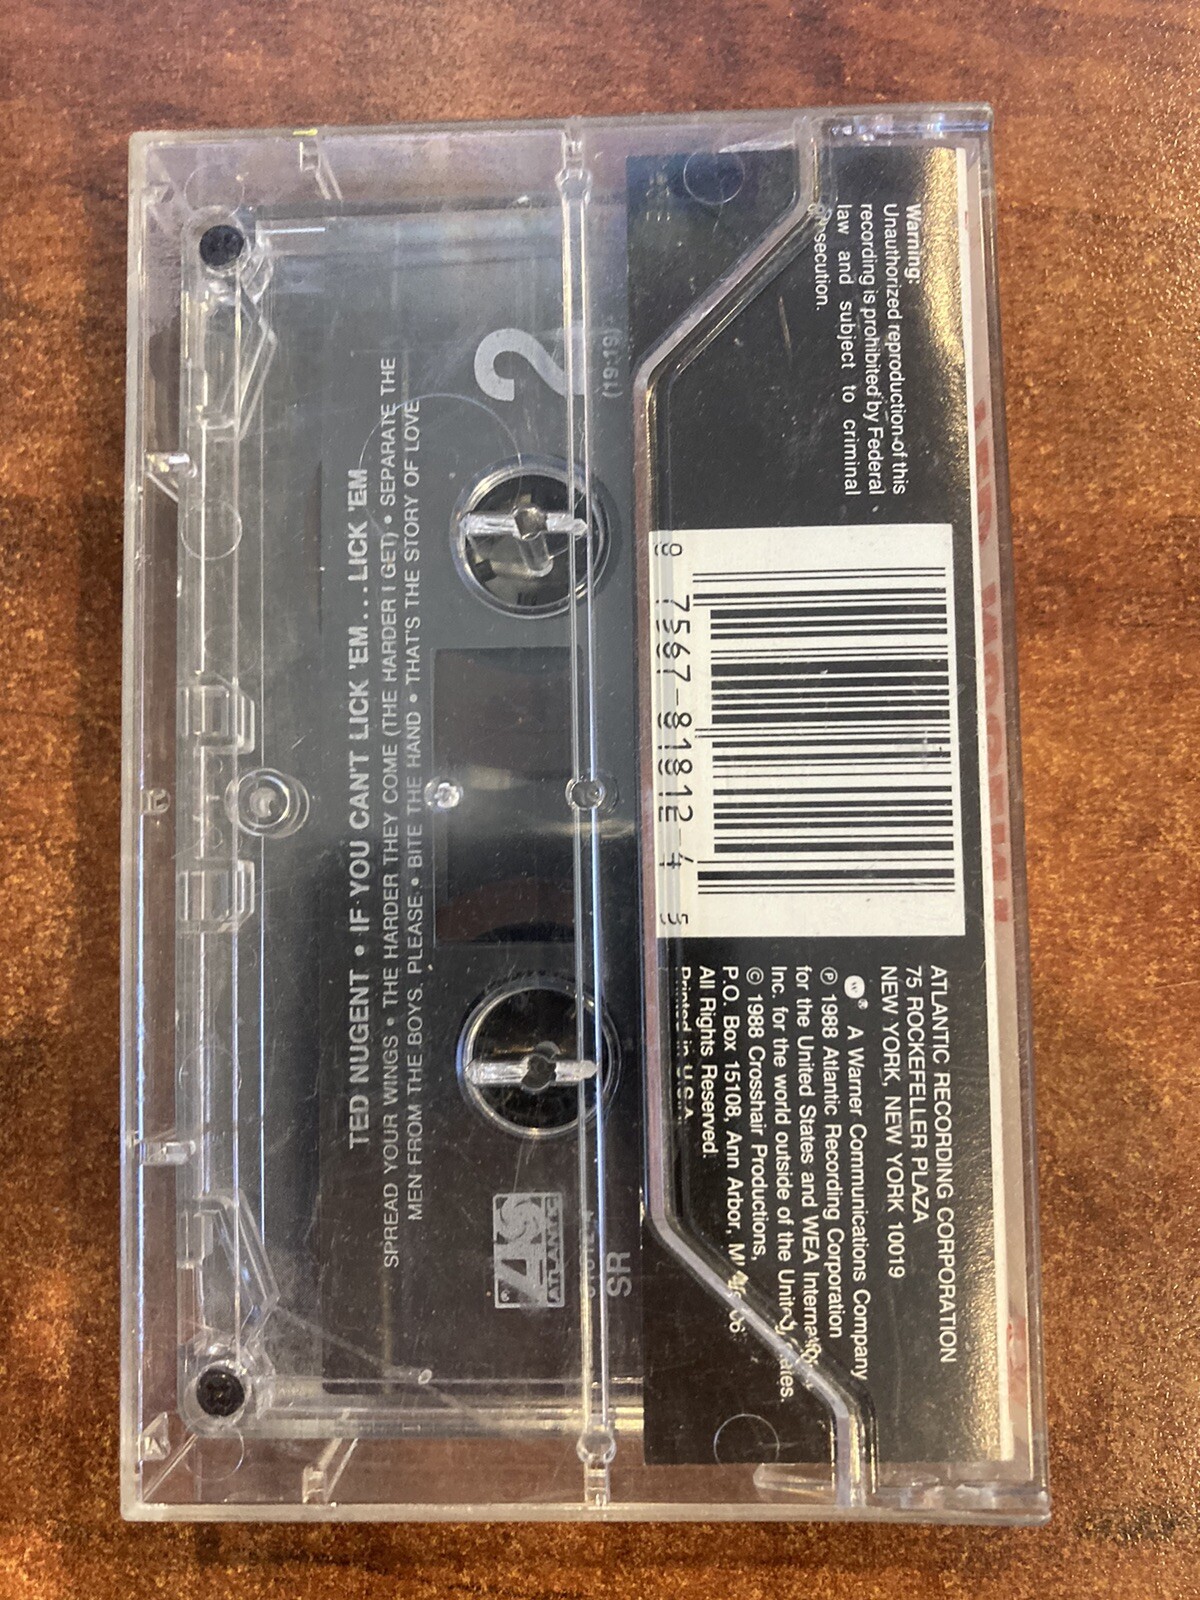 Warning:
Unauthorized reproduction of this
recording is prohibited by Federal
law and subject to criminal
0 7567-81812-4 5
ATLANTIC RECORDING CORPORATION
75 ROCKEFELLER PLAZA
NEW YORK, NEW YORK 10019
w® A Warner Communications Company
℗ 1988 Atlantic Recording Corporation
for the United States and WEA
Inc. for the world outside of the
© 1988 Crosshair Productions,
P.O. Box 15108, Ann Arbor,
All Rights Reserved.
Printed in U.S.A.
2
(19:19)
TED NUGENT • IF YOU CAN'T LICK 'EM... LICK 'EM
SPREAD YOUR WINGS • THE HARDER THEY COME (THE HARDER I GET) • SEPARATE THE
MEN FROM THE BOYS, PLEASE • BITE THE HAND • THAT'S THE STORY OF LOVE
ATLANTIC
SR